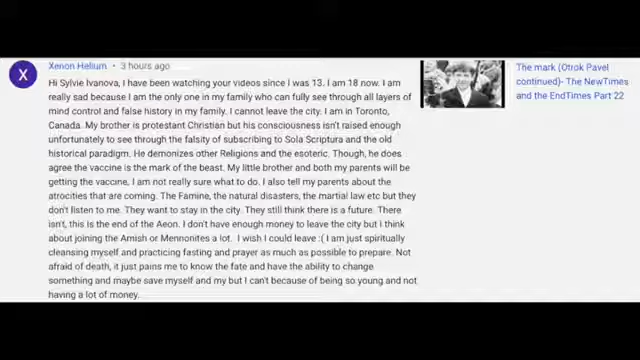 X
Xenon Helium • 3 hours ago
Hi Sylvie Ivanova, I have been watching your videos since I was 13. I am 18 now. I am
really sad because I am the only one in my family who can fully see through all layers of
mind control and false history in my family. I cannot leave the city. I am in Toronto,
Canada. My brother is protestant Christian but his consciousness isn't raised enough
unfortunately to see through the falsity of subscribing to Sola Scriptura and the old
historical paradigm. He demonizes other Religions and the esoteric. Though, he does
agree the vaccine is the mark of the beast. My little brother and both my parents will be
getting the vaccine, I am not really sure what to do. I also tell my parents about the
atrocities that are coming. The Famine, the natural disasters, the martial law etc but they
don't listen to me. They want to stay in the city. They still think there is a future. There
isn't, this is the end of the Aeon. I don't have enough money to leave the city but I think
about joining the Amish or Mennonites a lot.  I wish I could leave :( I am just spiritually
cleansing myself and practicing fasting and prayer as much as possible to prepare. Not
afraid of death, it just pains me to know the fate and have the ability to change
something and maybe save myself and my but I can't because of being so young and not
having a lot of money.
The mark (Otrok Pavel
continued)- The NewTimes
and the EndTimes Part 22